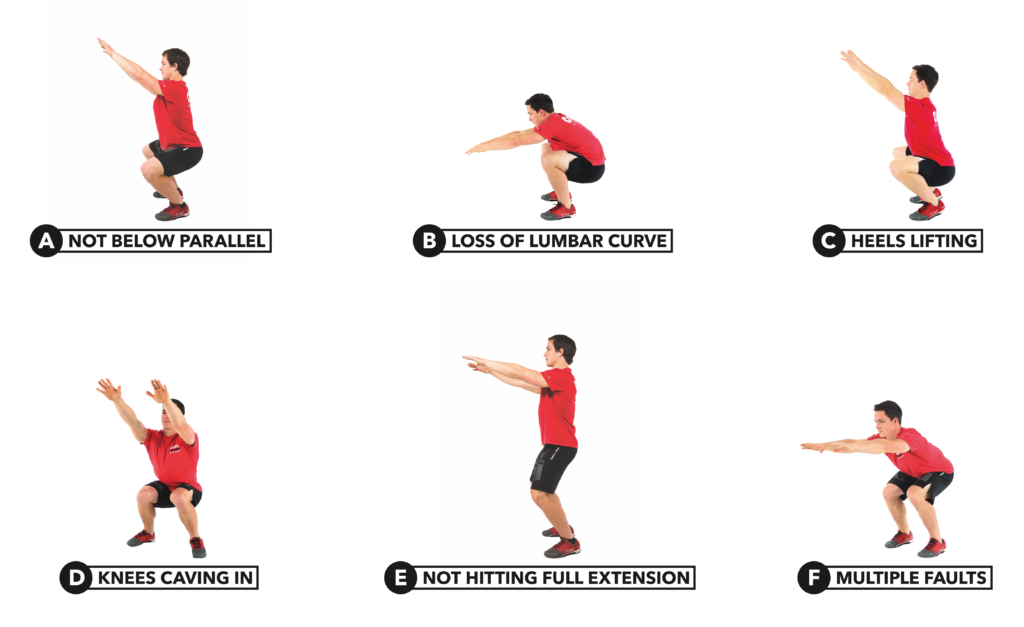 A NOT BELOW PARALLEL
B LOSS OF LUMBAR CURVE
C HEELS LIFTING
D KNEES CAVING IN
E NOT HITTING FULL EXTENSION
F MULTIPLE FAULTS